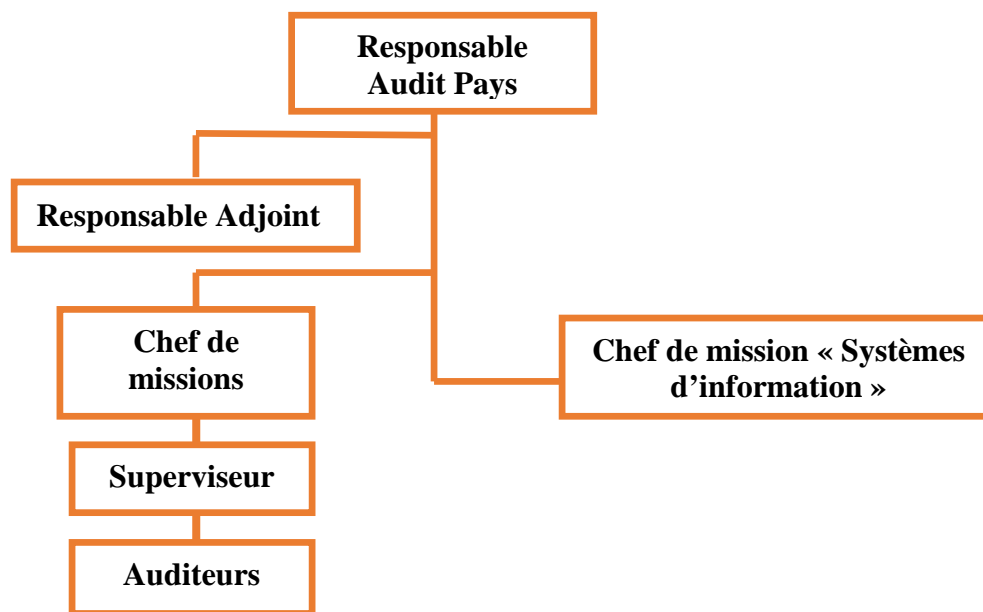 Responsable
Audit Pays
Responsable Adjoint
Chef de
missions
Chef de mission « Systèmes
d’information »
Superviseur
Auditeurs